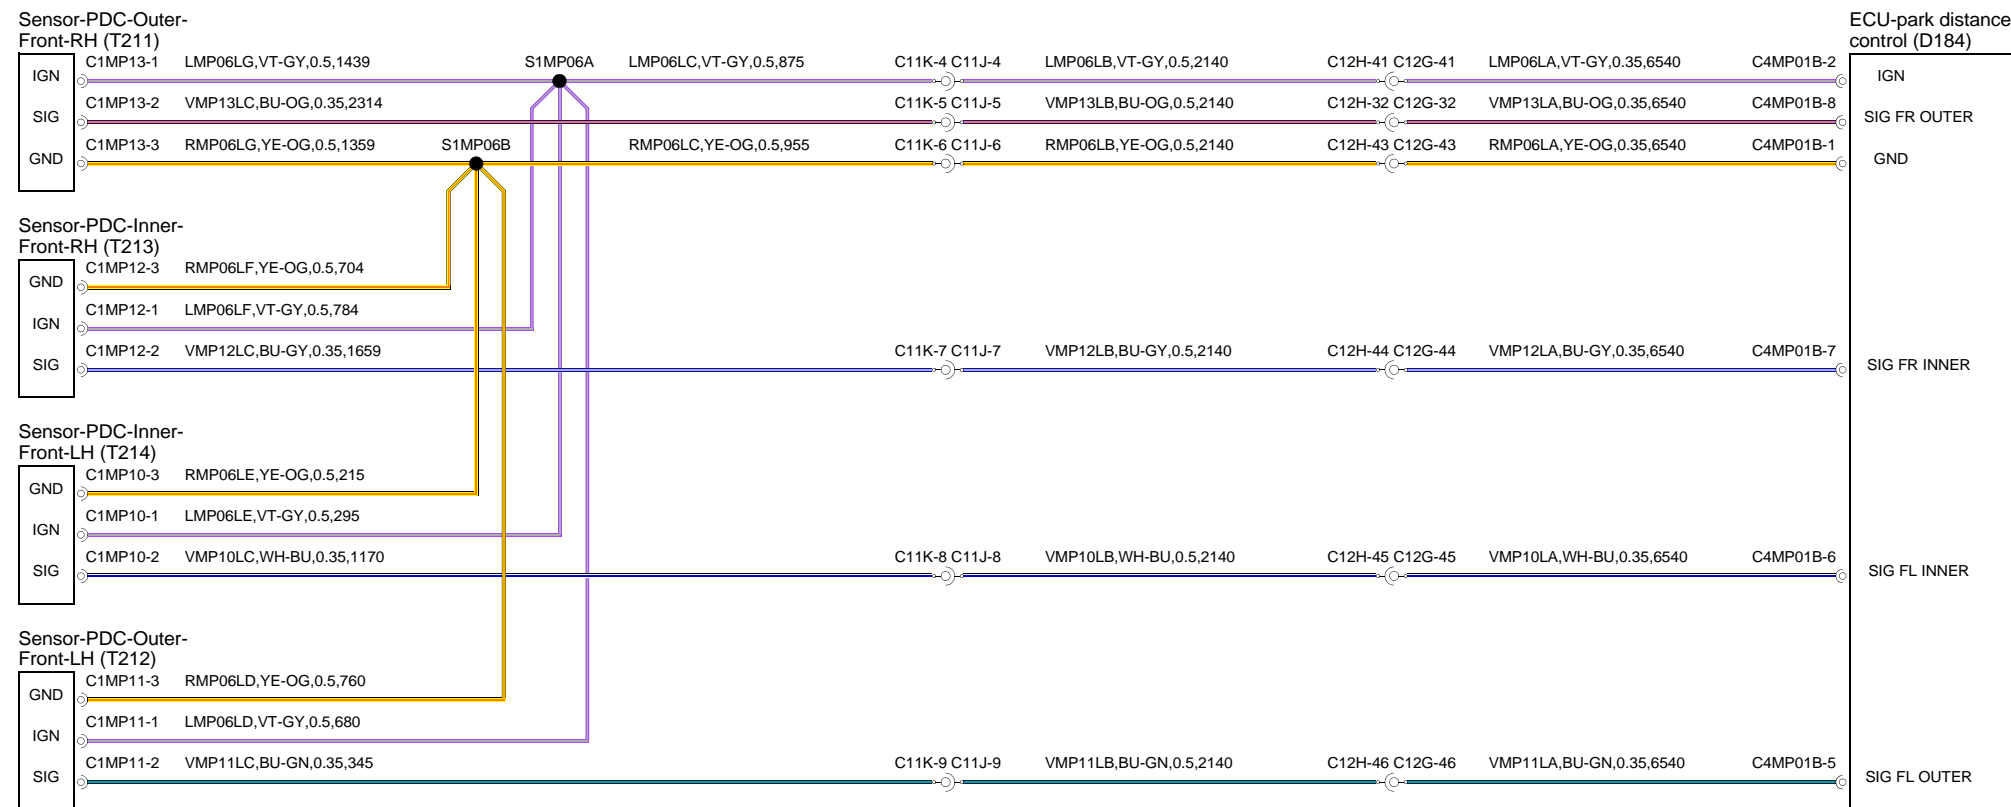 Sensor-PDC-Outer-
Front-RH (T211)
ECU-park distance
control (D184)
IGN C1MP13-1 LMP06LG,VT-GY,0.5,1439 S1MP06A LMP06LC,VT-GY,0.5,875 C11K-4 C11J-4 LMP06LB,VT-GY,0.5,2140 C12H-41 C12G-41 LMP06LA,VT-GY,0.35,6540 C4MP01B-2 IGN
SIG C1MP13-2 VMP13LC,BU-OG,0.35,2314 C11K-5 C11J-5 VMP13LB,BU-OG,0.5,2140 C12H-32 C12G-32 VMP13LA,BU-OG,0.35,6540 C4MP01B-8 SIG FR OUTER
GND C1MP13-3 RMP06LG,YE-OG,0.5,1359 S1MP06B RMP06LC,YE-OG,0.5,955 C11K-6 C11J-6 RMP06LB,YE-OG,0.5,2140 C12H-43 C12G-43 RMP06LA,YE-OG,0.35,6540 C4MP01B-1 GND
Sensor-PDC-Inner-
Front-RH (T213)
GND C1MP12-3 RMP06LF,YE-OG,0.5,704
IGN C1MP12-1 LMP06LF,VT-GY,0.5,784
SIG C1MP12-2 VMP12LC,BU-GY,0.35,1659 C11K-7 C11J-7 VMP12LB,BU-GY,0.5,2140 C12H-44 C12G-44 VMP12LA,BU-GY,0.35,6540 C4MP01B-7 SIG FR INNER
Sensor-PDC-Inner-
Front-LH (T214)
GND C1MP10-3 RMP06LE,YE-OG,0.5,215
IGN C1MP10-1 LMP06LE,VT-GY,0.5,295
SIG C1MP10-2 VMP10LC,WH-BU,0.35,1170 C11K-8 C11J-8 VMP10LB,WH-BU,0.5,2140 C12H-45 C12G-45 VMP10LA,WH-BU,0.35,6540 C4MP01B-6 SIG FL INNER
Sensor-PDC-Outer-
Front-LH (T212)
GND C1MP11-3 RMP06LD,YE-OG,0.5,760
IGN C1MP11-1 LMP06LD,VT-GY,0.5,680
SIG C1MP11-2 VMP11LC,BU-GN,0.35,345 C11K-9 C11J-9 VMP11LB,BU-GN,0.5,2140 C12H-46 C12G-46 VMP11LA,BU-GN,0.35,6540 C4MP01B-5 SIG FL OUTER